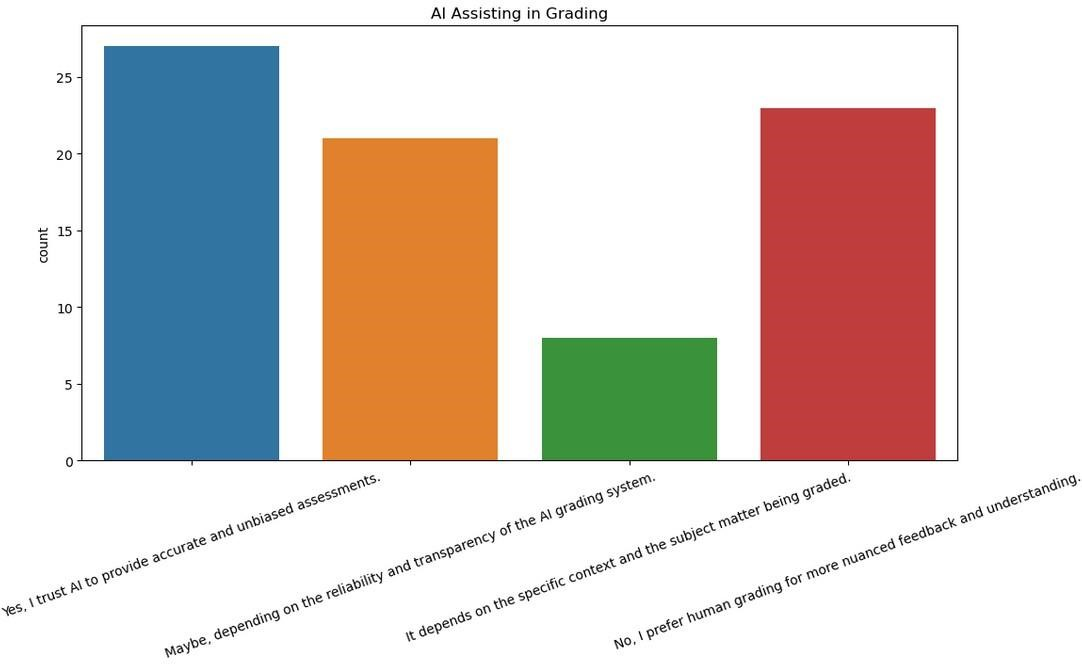 AI Assisting in Grading
count
25
20
15
10
5
0
Yes, I trust AI to provide accurate and unbiased assessments.
Maybe, depending on the reliability and transparency of the AI grading system.
It depends on the specific context and the subject matter being graded.
No, I prefer human grading for more nuanced feedback and understanding.